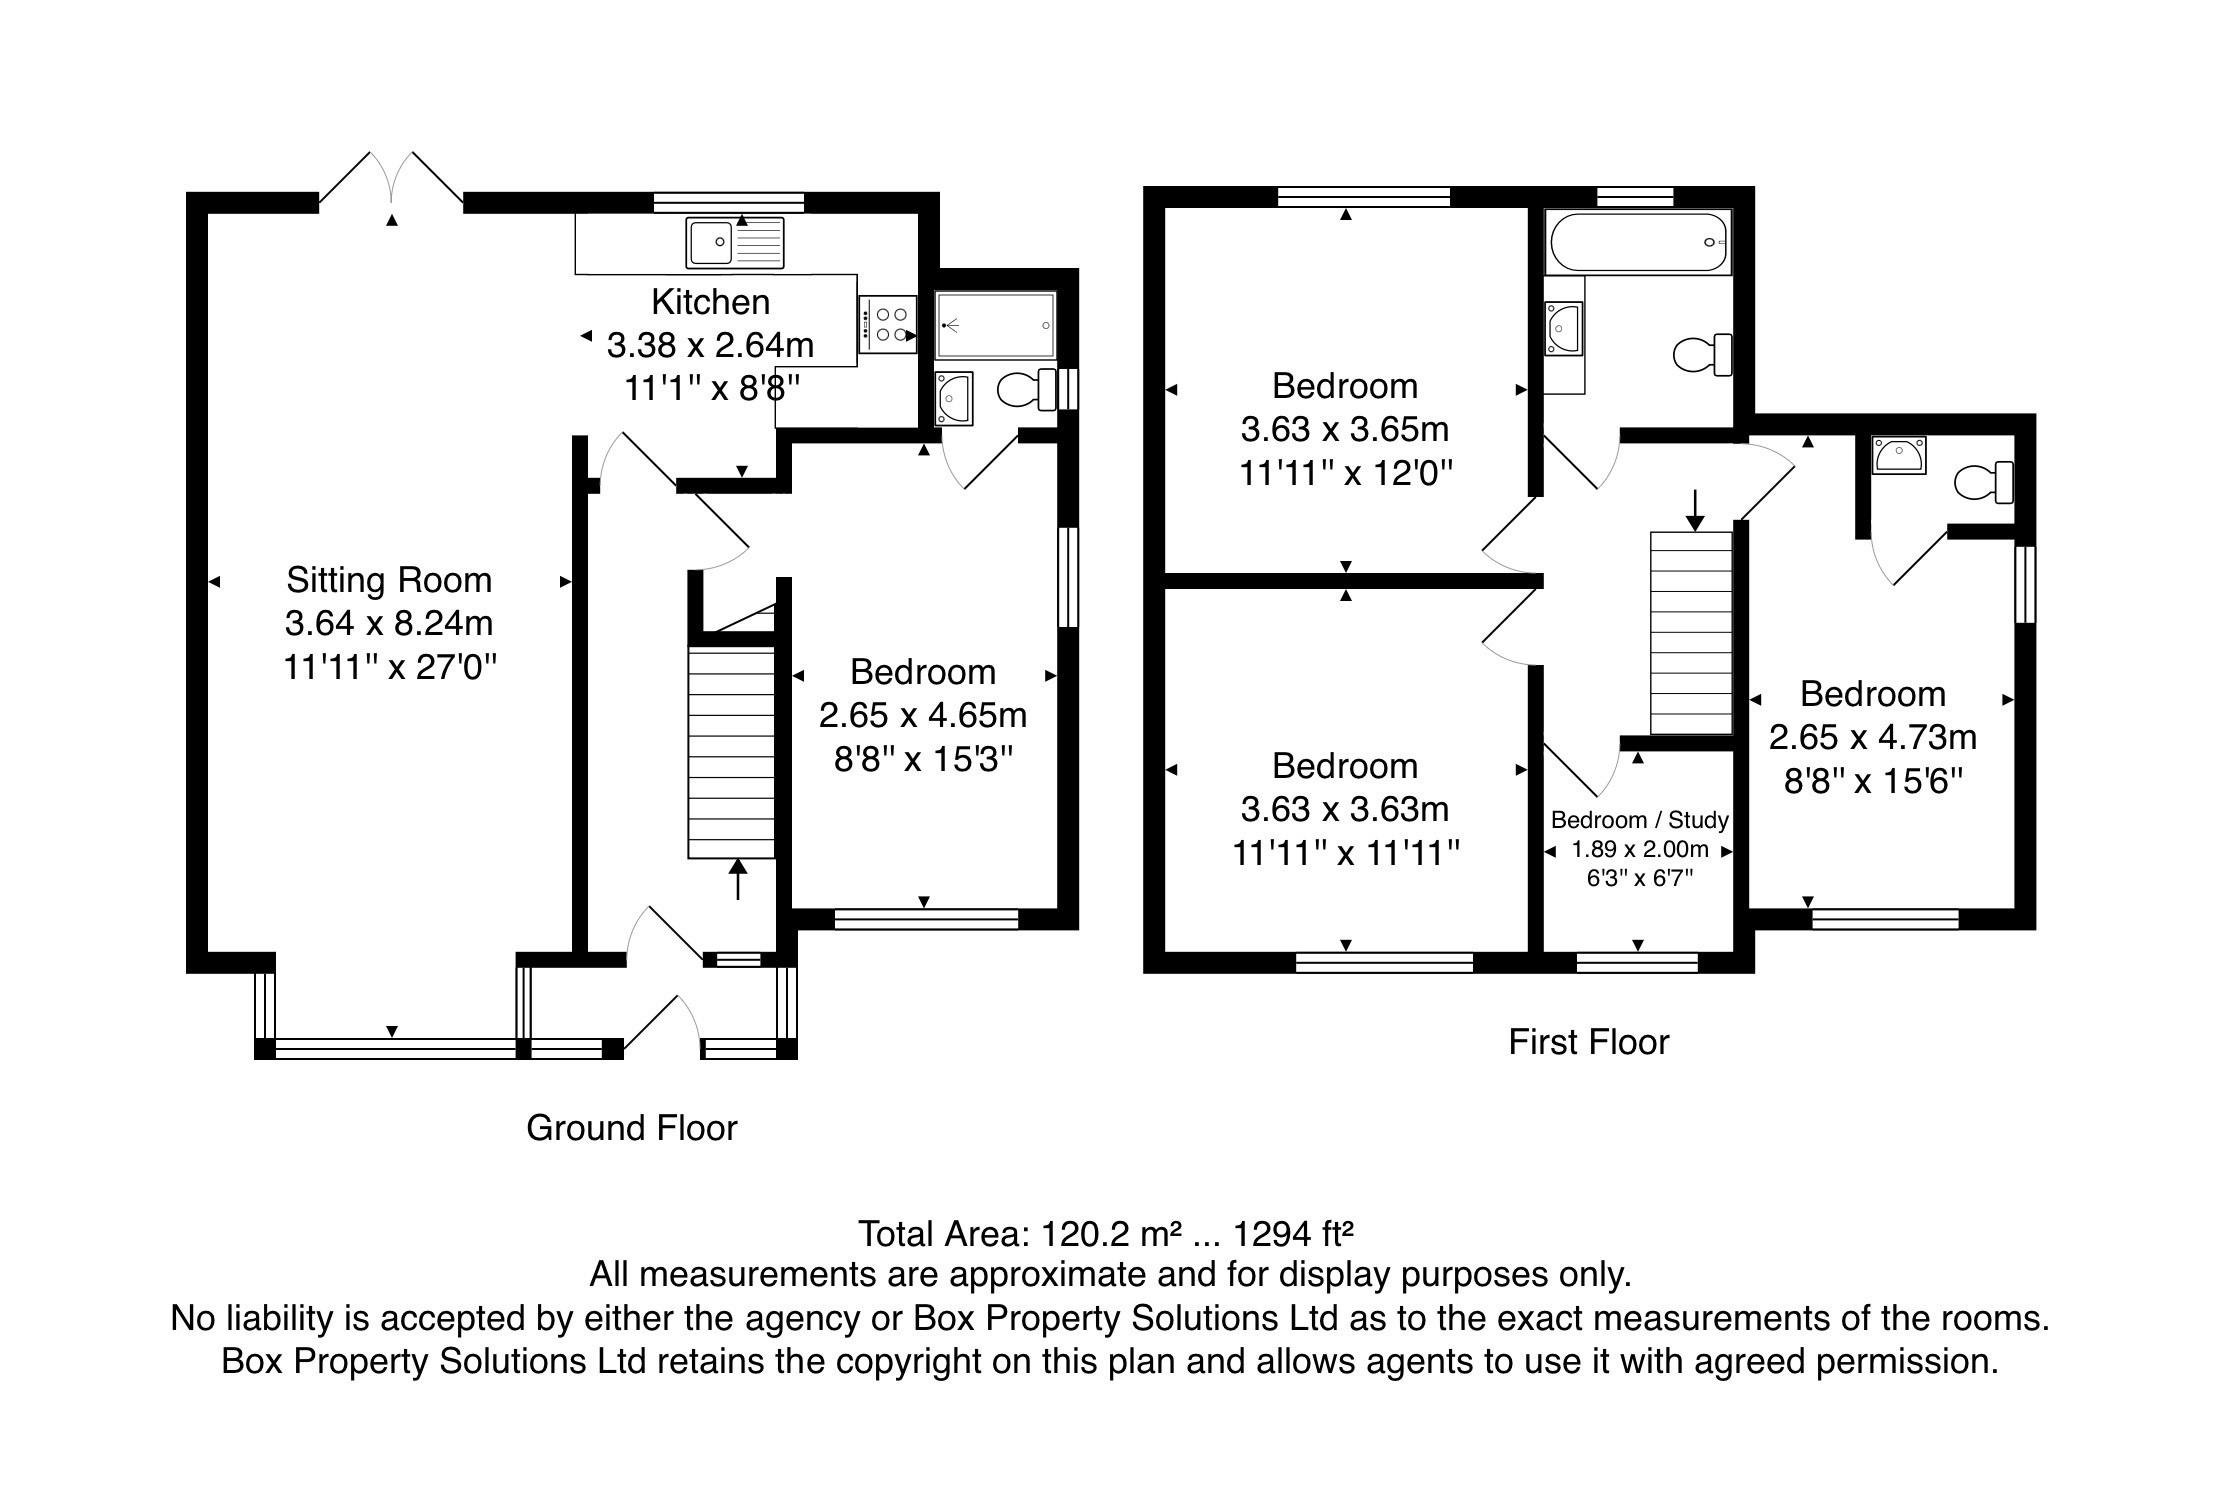 Kitchen
3.38 x 2.64m
11'1" x 8'8"
Sitting Room
3.64 x 8.24m
11'11" x 27'0"
Bedroom
2.65 x 4.65m
8'8" x 15'3"
Ground Floor
Bedroom
3.63 x 3.65m
11'11" x 12'0"
Bedroom
3.63 x 3.63m
11'11" x 11'11"
Bedroom / Study
1.89 x 2.00m
6'3" x 6'7"
Bedroom
2.65 x 4.73m
8'8" x 15'6"
First Floor
Total Area: 120.2 m² ... 1294 ft²
All measurements are approximate and for display purposes only.
No liability is accepted by either the agency or Box Property Solutions Ltd as to the exact measurements of the rooms.
Box Property Solutions Ltd retains the copyright on this plan and allows agents to use it with agreed permission.